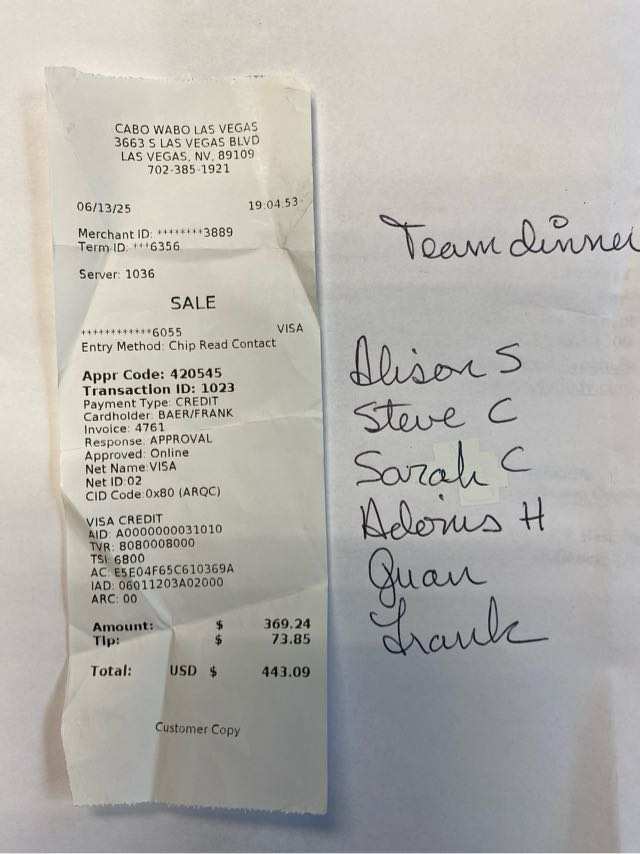 CABO WABO LAS VEGAS
3663 S LAS VEGAS BLVD
LAS VEGAS, NV, 89109
702-385-1921
06/13/25 19:04:53
Merchant ID: ********3889
Term ID: ***6356
Server: 1036
SALE
************6055 VISA
Entry Method: Chip Read Contact
Appr Code: 420545
Transaction ID: 1023
Payment Type: CREDIT
Cardholder: BAER/FRANK
Invoice: 4761
Response: APPROVAL
Approved: Online
Net Name:VISA
Net ID:02
CID Code:0x80 (ARQC)
VISA CREDIT
AID: A0000000031010
TVR: 8080008000
TSI: 6800
AC: E5E04F65C610369A
IAD: 06011203A02000
ARC: 00
Amount: $ 369.24
Tip: $ 73.85
Total: USD $ 443.09
Customer Copy
Team dinner
Alison S
Steve C
Sarah C
H
Quan
Frank